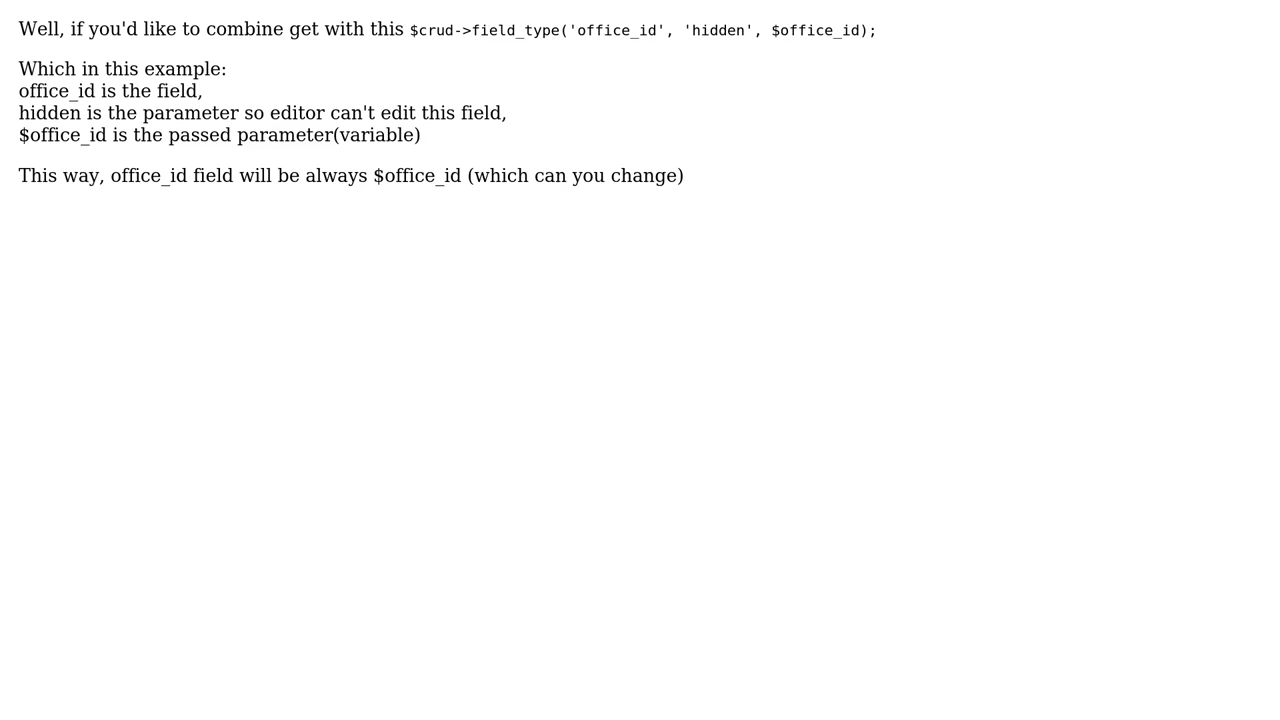 Well, if you'd like to combine get with this $crud->field_type('office_id', 'hidden', $office_id);
Which in this example:
office_id is the field,
hidden is the parameter so editor can't edit this field,
$office_id is the passed parameter(variable)
This way, office_id field will be always $office_id (which can you change)